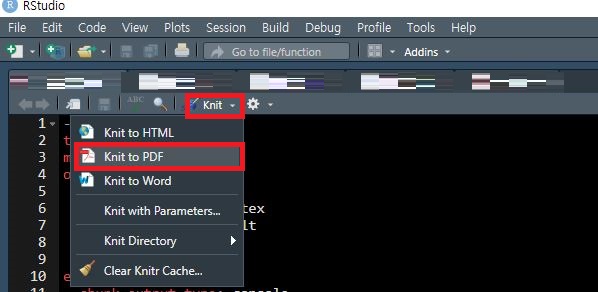 RStudio
File Edit Code View Plots Session Build Debug Profile Tools
Go to file/function Addins
ABC Knit
1 -
2 t Knit to HTML
3 m Knit to PDF
4 o Knit to Word
5
6 Knit with Parameters... tex
7 lt
8 Knit Directory
9
10 e Clear Knitr Cache...
11 chunk_output_type: console